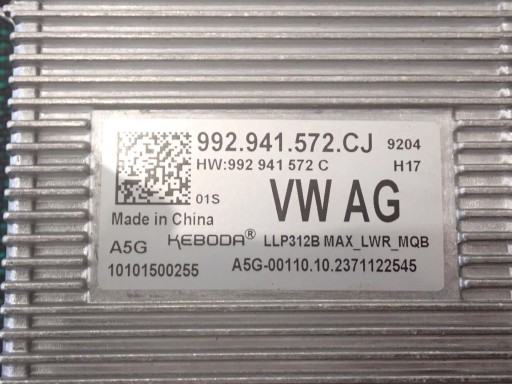 992.941.572.CJ 9204
HW:992 941 572 C H17
01S VW AG
Made in China
A5G KEBODA® LLP312B MAX_LWR_MQB
10101500255 A5G-00110.10.2371122545